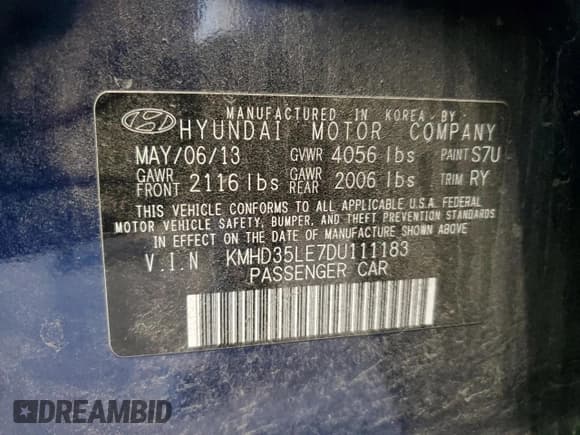 MANUFACTURED IN KOREA BY
HYUNDAI MOTOR COMPANY
MAY/06/13 GVWR 4056 lbs PAINT S7U
GAWR FRONT 2116 lbs GAWR REAR 2006 lbs TRIM RY
THIS VEHICLE CONFORMS TO ALL APPLICABLE U.S.A. FEDERAL
MOTOR VEHICLE SAFETY, BUMPER, AND THEFT PREVENTION STANDARDS
IN EFFECT ON THE DATE OF MANUFACTURE SHOWN ABOVE
V.I.N KMHD35LE7DU111183
PASSENGER CAR
DREAMBID